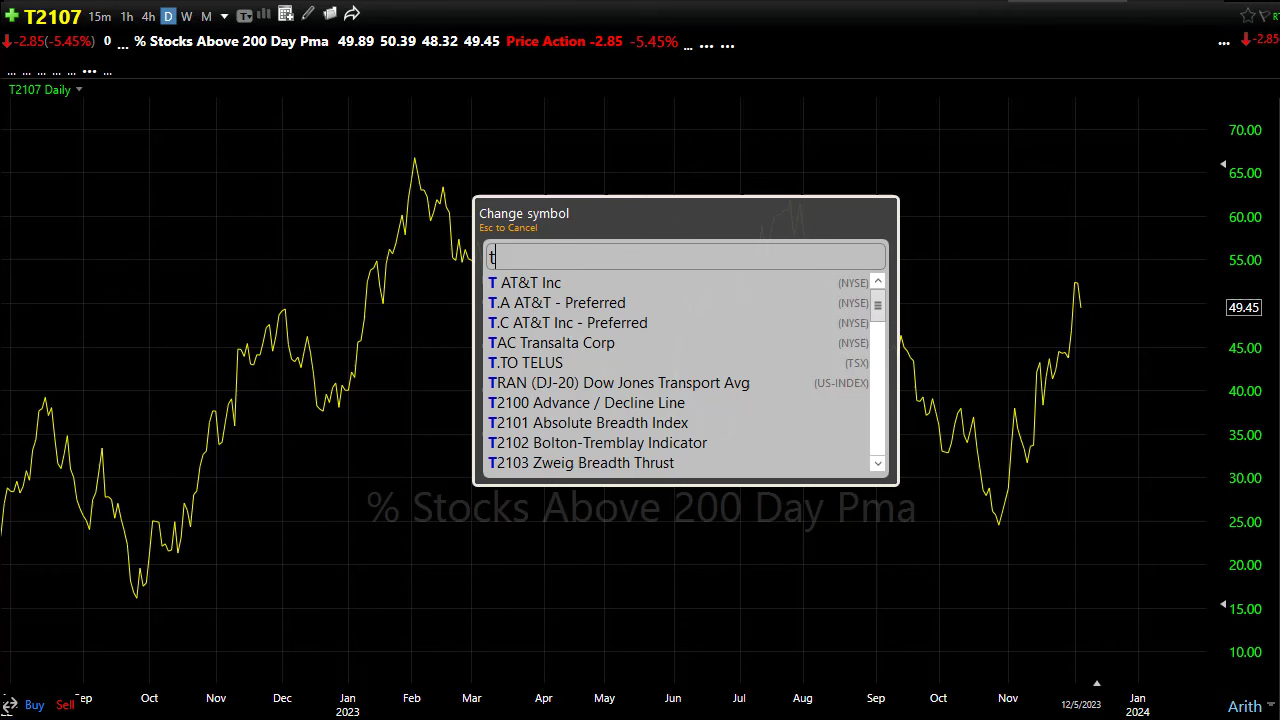 T2107 15m 1h 4h D W M
-2.85(-5.45%) 0 ... % Stocks Above 200 Day Pma 49.89 50.39 48.32 49.45 Price Action -2.85 -5.45% ... ... ... ... -2.85
... ... ... ... ... ... ...
T2107 Daily
70.00
65.00
60.00
55.00
49.45
45.00
40.00
35.00
30.00
25.00
20.00
15.00
10.00
Change symbol
Esc to Cancel
t
T AT&T Inc (NYSE)
T.A AT&T - Preferred (NYSE)
T.C AT&T Inc - Preferred (NYSE)
TAC Transalta Corp (NYSE)
T.TO TELUS (TSX)
TRAN (DJ-20) Dow Jones Transport Avg (US-INDEX)
T2100 Advance / Decline Line
T2101 Absolute Breadth Index
T2102 Bolton-Tremblay Indicator
T2103 Zweig Breadth Thrust
% Stocks Above 200 Day Pma
Buy Sell ep Oct Nov Dec Jan Feb Mar Apr May Jun Jul Aug Sep Oct Nov 12/5/2023 Jan
2023 2024
Arith